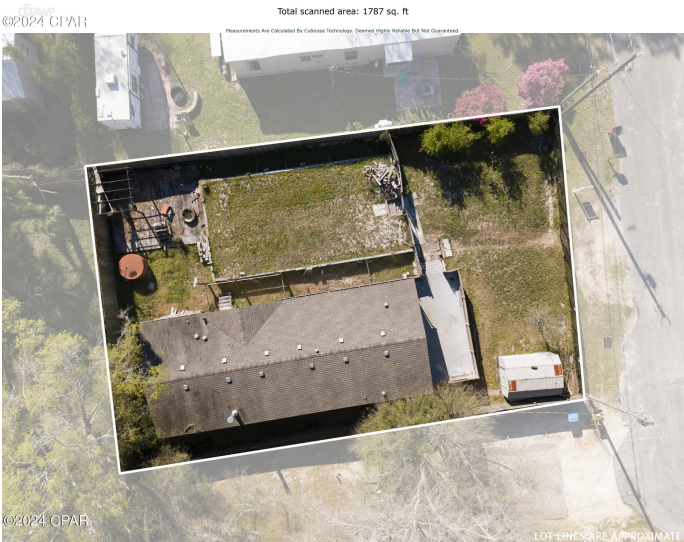 Total scanned area: 1787 sq. ft
©2024 CPAR
Measurements Are Calculated By Cubicasa Technology. Deemed Highly Reliable But Not Guaranteed.
©2024 CPAR
LOT LINES ARE APPROXIMATE